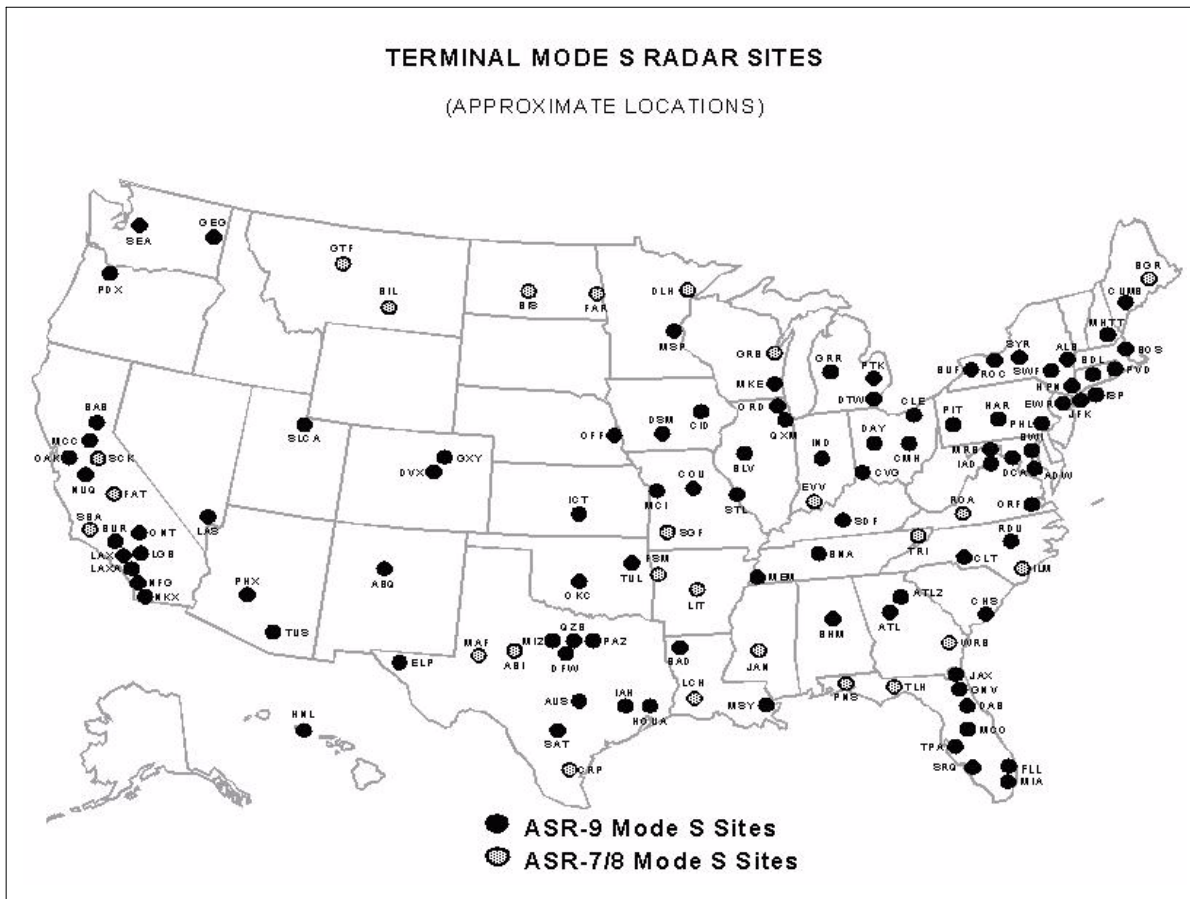 TERMINAL MODE S RADAR SITES
(APPROXIMATE LOCATIONS)
SEA
GEG
PDX
GTF
BIL
BIS
FAR
DLH
MSP
GRB
MKE
GRR
PTK
DTW
ORD
QXM
BGR
CUMB
MHTT
BOS
ALB
SYR
ROC
BUF
SWF
BDL
PVD
HPN
ISP
JFK
EWR
PHL
HAR
PIT
CLE
DAY
CMH
CVG
IND
BAB
MCC
OAK
SCK
NUQ
FAT
SBA
BUR
ONT
LAX
LGB
LAXA
NFG
NKX
SLCA
LAS
DVX
GXY
OFF
DSM
CID
BLV
STL
COU
MCI
SGF
ICT
EVV
SDF
MRB
IAD
DCA
BWI
ADW
ROA
ORF
RDU
TRI
CLT
ILM
BNA
MEM
PHX
TUS
ABQ
ELP
TUL
OKC
FSM
LIT
MAF
ABI
MIZ
QZB
PAZ
DFW
AUS
IAH
HOUA
SAT
CRP
BAD
LCH
MSY
JAN
BHM
ATLZ
ATL
CHS
WRB
PNS
TLH
JAX
GNV
DAB
MCO
TPA
SRQ
FLL
MIA
HNL
ASR-9 Mode S Sites
ASR-7/8 Mode S Sites